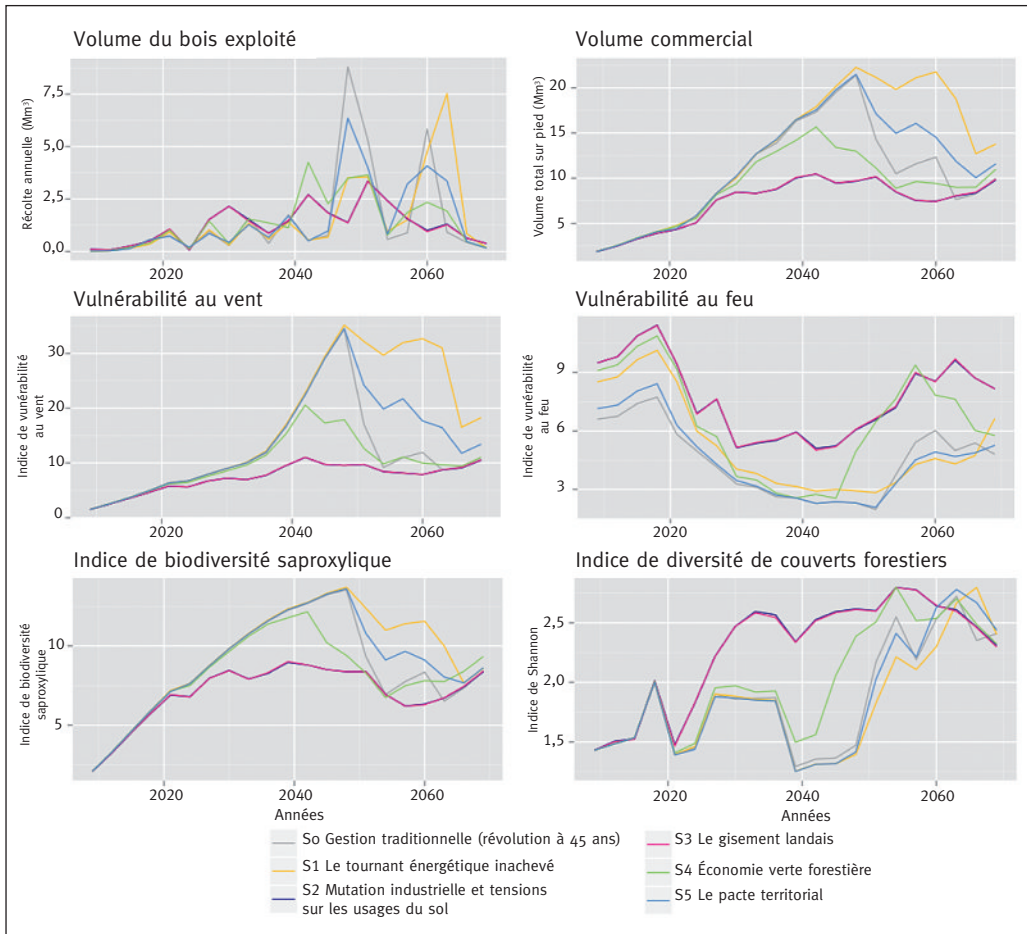 Volume du bois exploité
Récolte annuelle (Mm³)
7,5
5,0
2,5
0,0
2020
2040
2060
Volume commercial
Volume total sur pied (Mm³)
20
15
10
5
2020
2040
2060
Vulnérabilité au vent
Indice de vunérabilité
au vent
30
20
10
0
2020
2040
2060
Vulnérabilité au feu
Indice de vunérabilité
au feu
9
6
3
2020
2040
2060
Indice de biodiversité saproxylique
Indice de biodiversité
saproxylique
10
5
2020
2040
2060
Années
Indice de diversité de couverts forestiers
Indice de Shannon
2,5
2,0
1,5
2020
2040
2060
Années
S0 Gestion traditionnelle (révolution à 45 ans)
S1 Le tournant énergétique inachevé
S2 Mutation industrielle et tensions
sur les usages du sol
S3 Le gisement landais
S4 Économie verte forestière
S5 Le pacte territorial